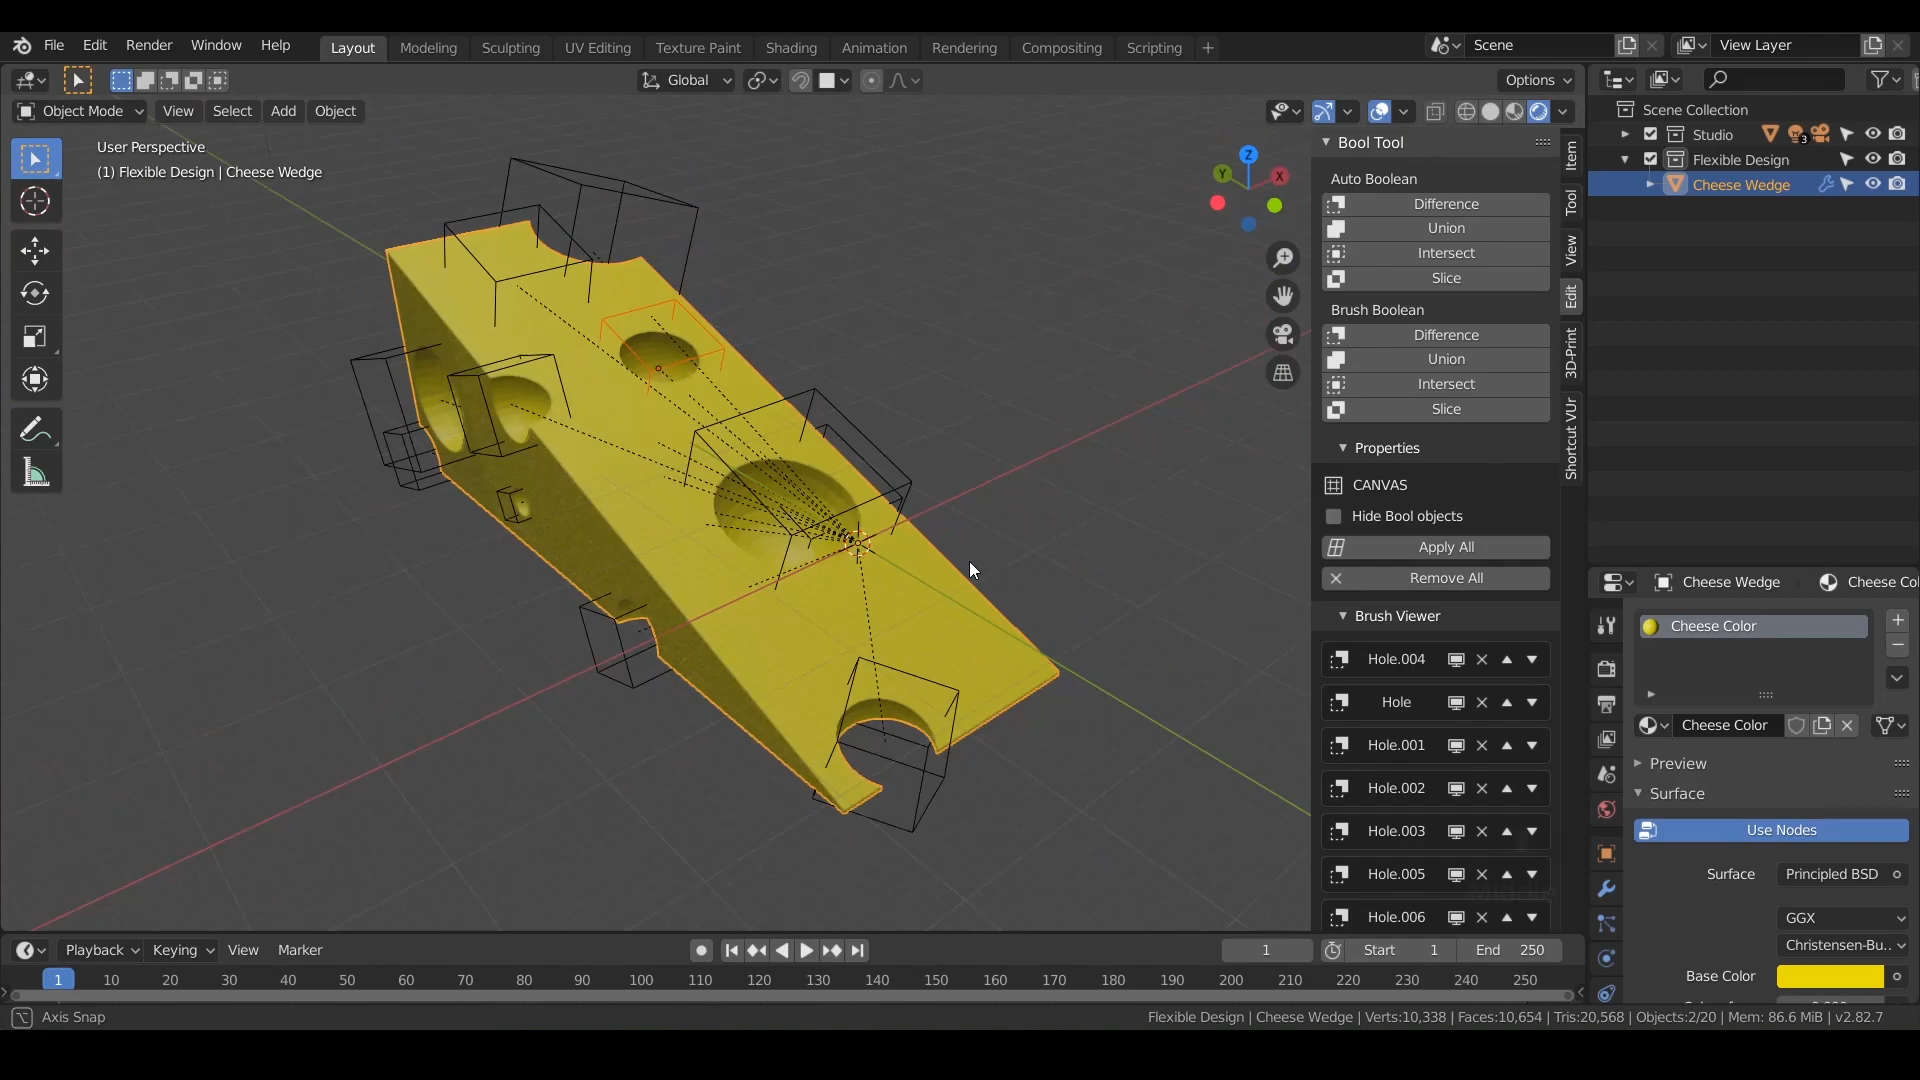 File Edit Render Window Help Layout Modeling Sculpting UV Editing Texture Paint Shading Animation Rendering Compositing Scripting + Scene View Layer
Global Options
Object Mode View Select Add Object
User Perspective
(1) Flexible Design | Cheese Wedge
Z
Y
X
Bool Tool
Auto Boolean
Difference
Union
Intersect
Slice
Brush Boolean
Difference
Union
Intersect
Slice
Properties
CANVAS
Hide Bool objects
Apply All
Remove All
Brush Viewer
Hole.004
Hole
Hole.001
Hole.002
Hole.003
Hole.005
Hole.006
Item
Tool
View
Edit
3D-Print
Shortcut VUr
Scene Collection
Studio 3
Flexible Design
Cheese Wedge
Cheese Wedge Cheese Col
Cheese Color
Cheese Color
Preview
Surface
Use Nodes
Surface Principled BSD
GGX
Christensen-Bu..
Base Color
Playback Keying View Marker 1 Start 1 End 250
1 10 20 30 40 50 60 70 80 90 100 110 120 130 140 150 160 170 180 190 200 210 220 230 240 250
Axis Snap Flexible Design | Cheese Wedge | Verts:10,338 | Faces:10,654 | Tris:20,568 | Objects:2/20 | Mem: 86.6 MiB | v2.82.7